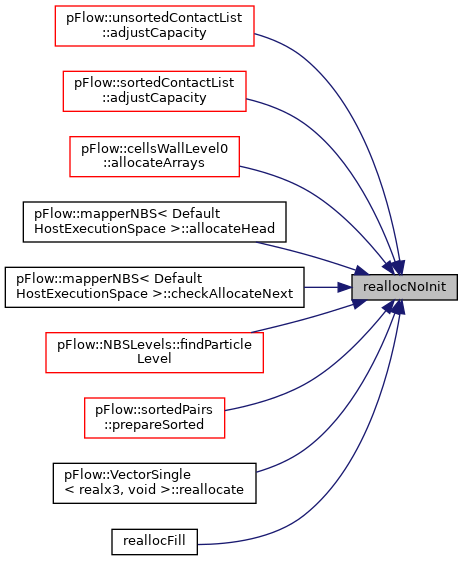 pFlow::unsortedContactList
::adjustCapacity
pFlow::sortedContactList
::adjustCapacity
pFlow::cellsWallLevel0
::allocateArrays
pFlow::mapperNBS< Default
HostExecutionSpace >::allocateHead
pFlow::mapperNBS< Default
HostExecutionSpace >::checkAllocateNext
reallocNoInit
pFlow::NBSLevels::findParticle
Level
pFlow::sortedPairs
::prepareSorted
pFlow::VectorSingle
< realx3, void >::reallocate
reallocFill